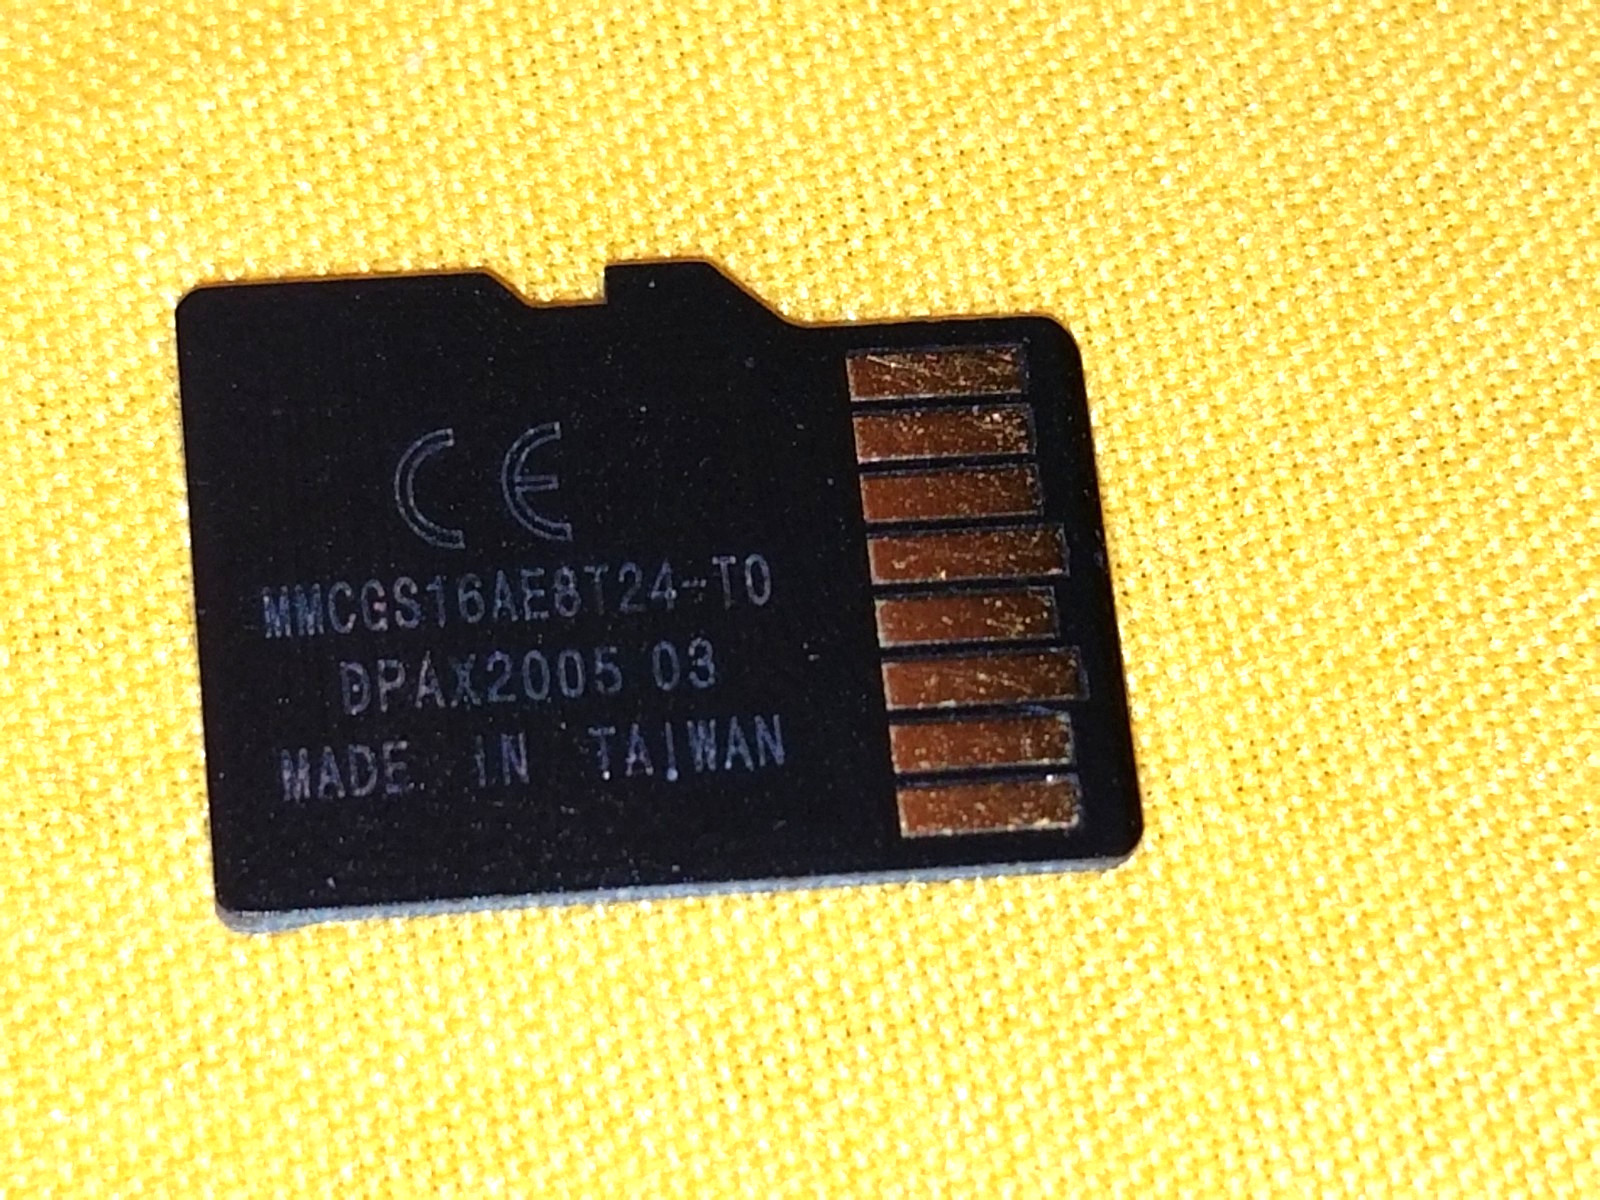 CE
MMCGS16AE8T24-T0
DPAX2005 03
MADE IN TAIWAN